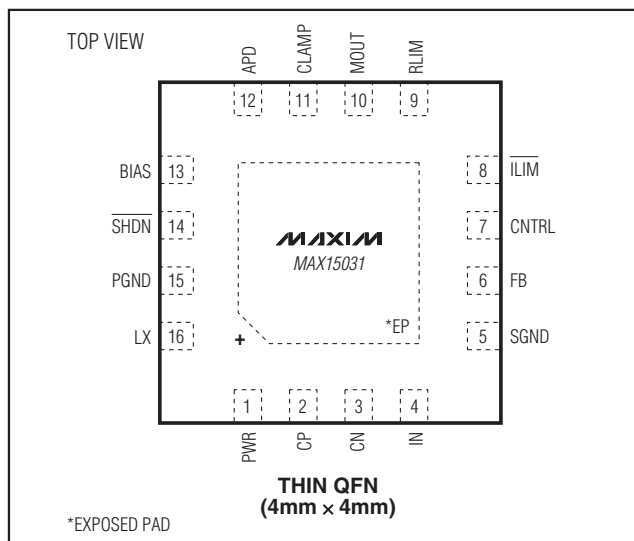 TOP VIEW
APD CLAMP MOUT RLIM
12 11 10 9
BIAS 13 8 ILIM
SHDN 14 7 CNTRL
MAXIM
MAX15031
PGND 15 6 FB
*EP
LX 16 5 SGND
+
1 2 3 4
PWR CP CN IN
THIN QFN
(4mm × 4mm)
*EXPOSED PAD